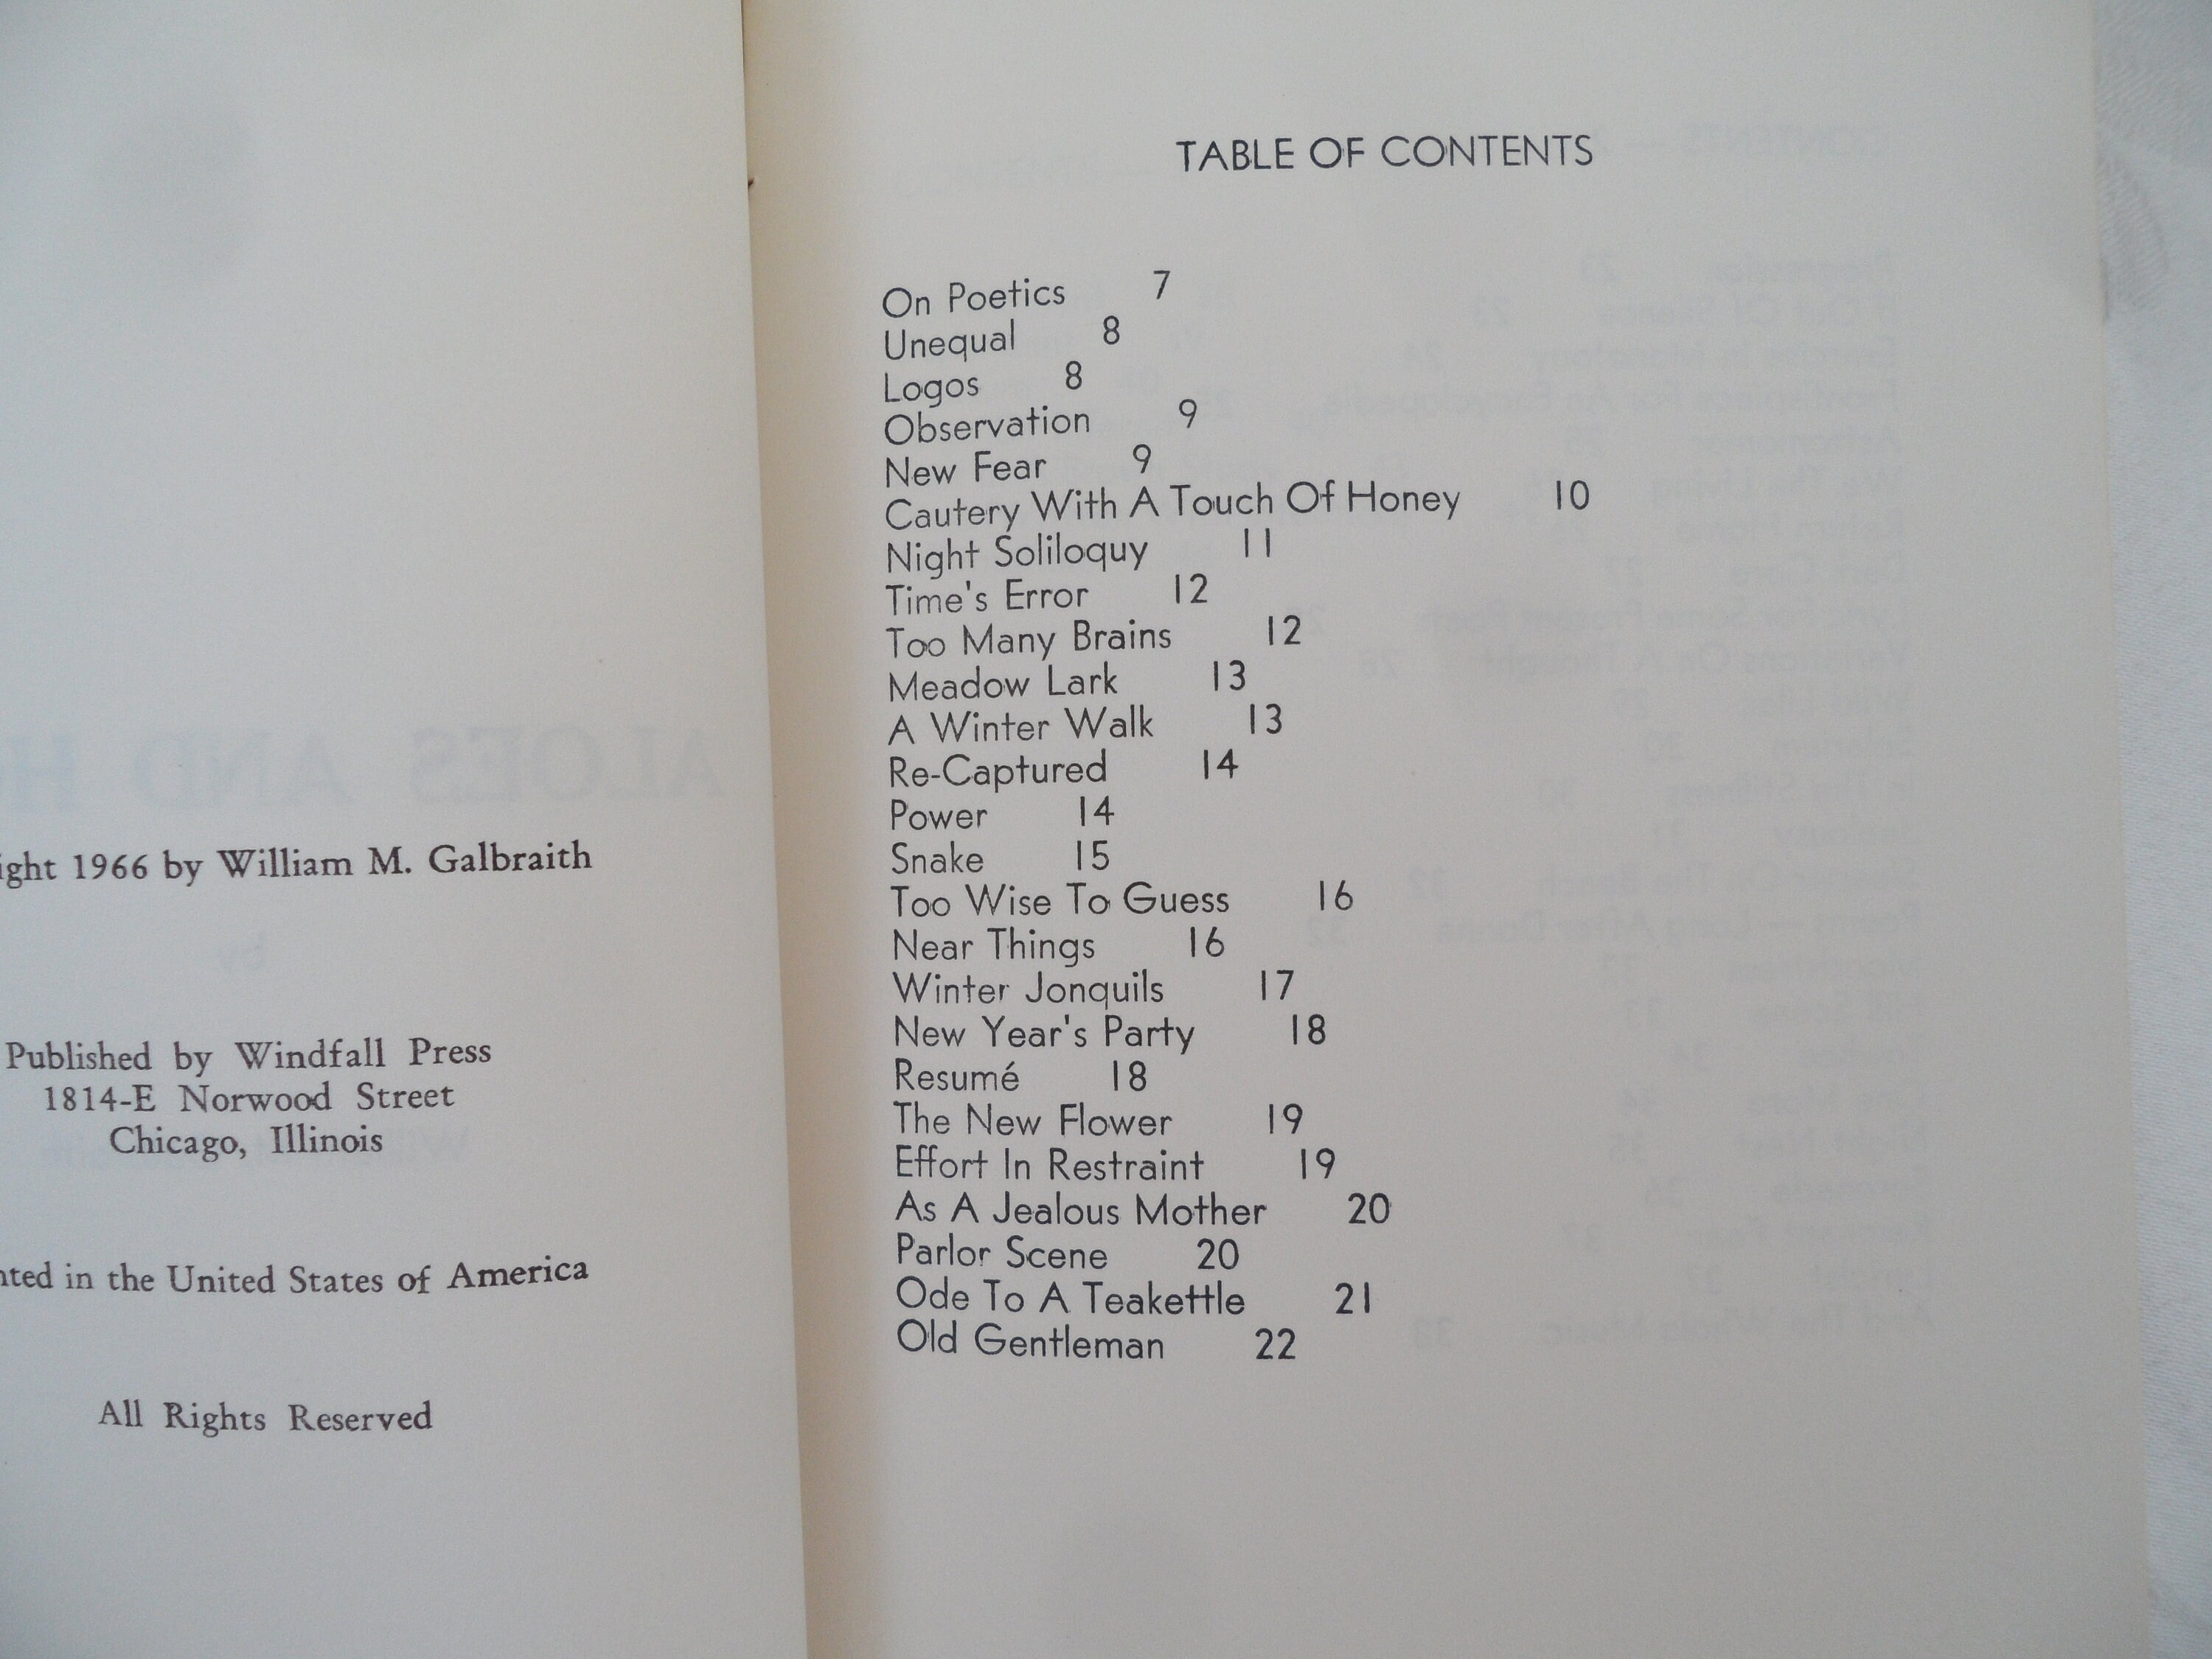 ight 1966 by William M. Galbraith
Published by Windfall Press
1814-E Norwood Street
Chicago, Illinois
nted in the United States of America
All Rights Reserved
TABLE OF CONTENTS
On Poetics 7
Unequal 8
Logos 8
Observation 9
New Fear 9
Cautery With A Touch Of Honey 10
Night Soliloquy 11
Time's Error 12
Too Many Brains 12
Meadow Lark 13
A Winter Walk 13
Re-Captured 14
Power 14
Snake 15
Too Wise To Guess 16
Near Things 16
Winter Jonquils 17
New Year's Party 18
Resumé 18
The New Flower 19
Effort In Restraint 19
As A Jealous Mother 20
Parlor Scene 20
Ode To A Teakettle 21
Old Gentleman 22